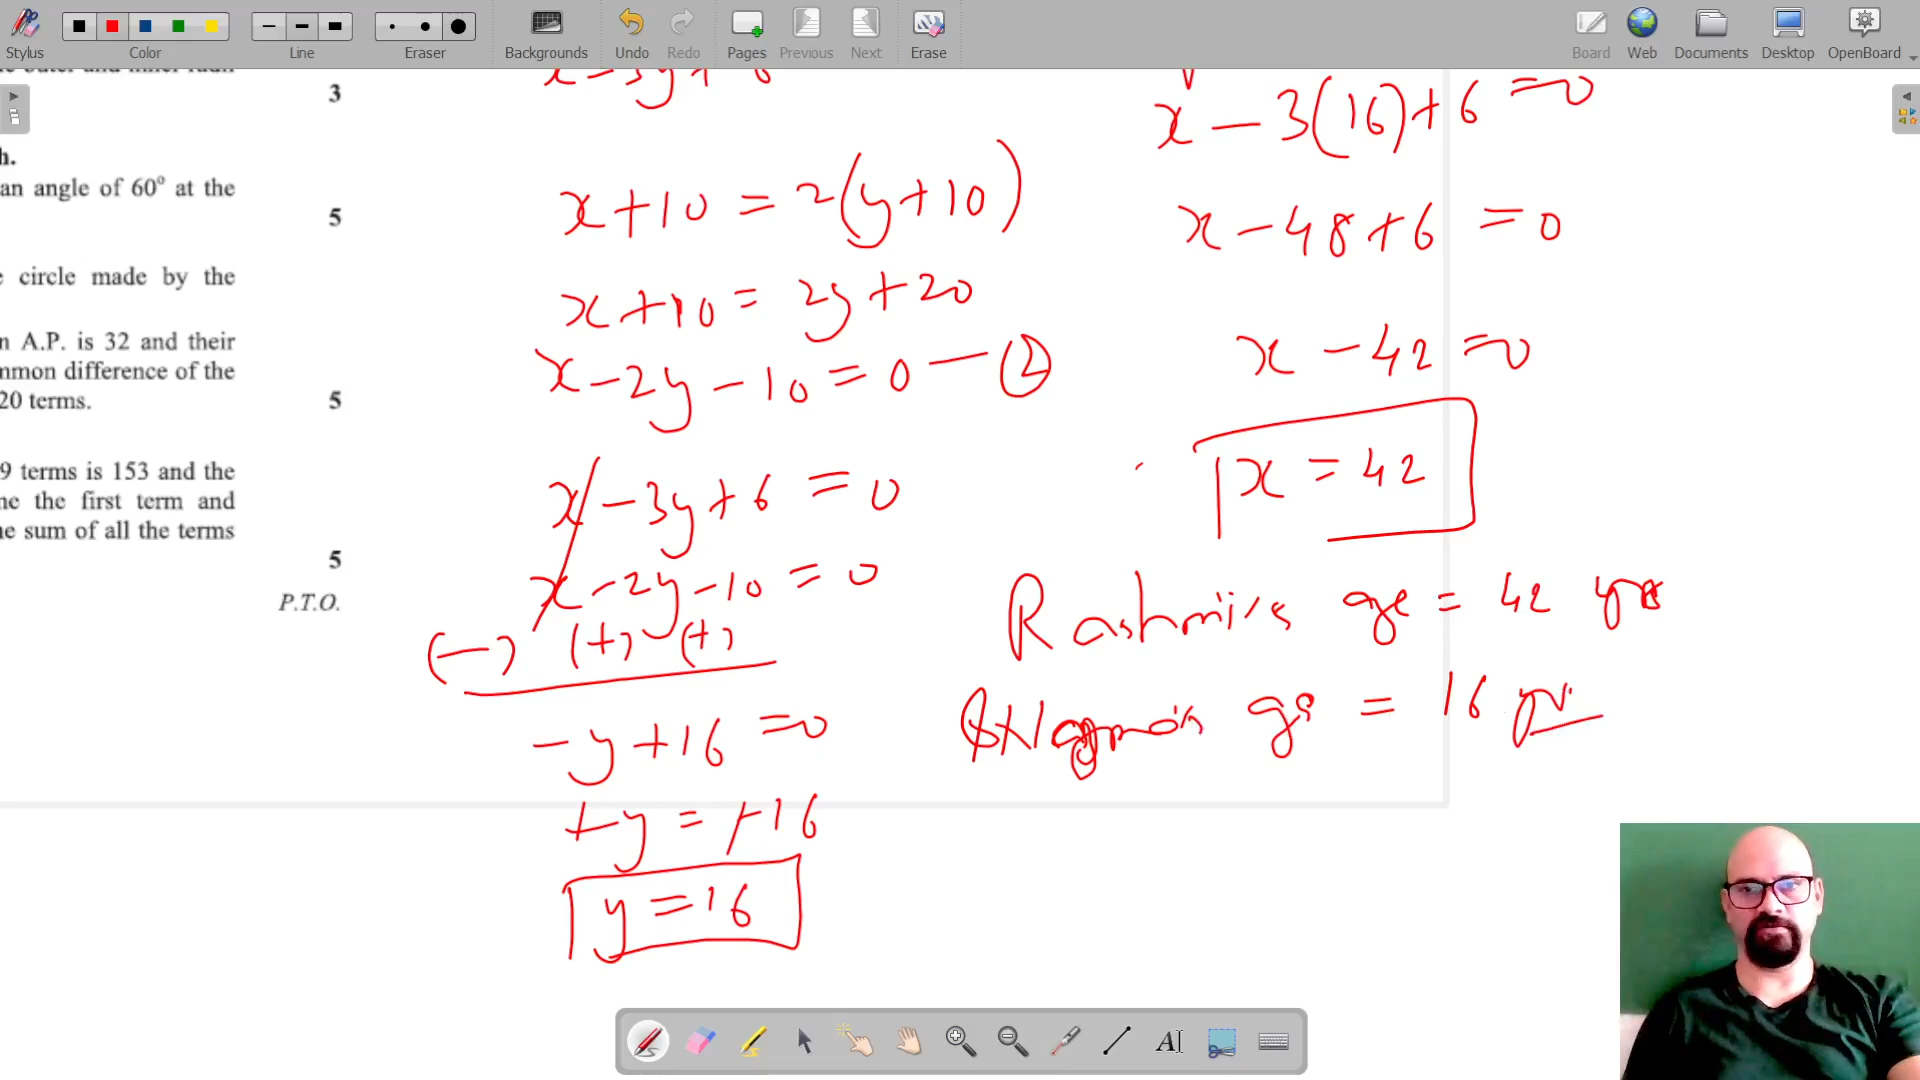 Stylus Color Line Eraser Backgrounds Undo Redo Pages Previous Next Erase Board Web Documents Desktop OpenBoard
3
h.
an angle of 60° at the
5
circle made by the
n A.P. is 32 and their
mmon difference of the
20 terms.
5
9 terms is 153 and the
ne the first term and
e sum of all the terms
5
P.T.O.
x+10 = 2(y+10)
x+10 = 2y+20
x-2y-10=0 — ②
x-3y+6=0
x-2y-10=0
(-) (+) (+)
-y+16=0
+y=+16
y=16
x-3(16)+6=0
x-48+6=0
x-42=0
x=42
Rashmi's age = 42 yrs
age = 16